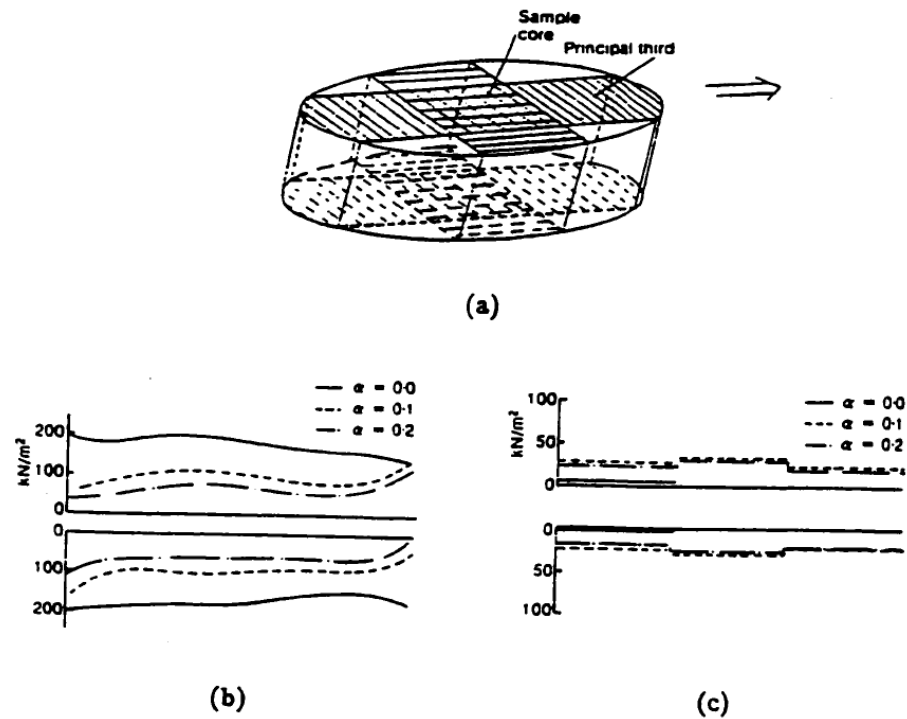 Sample
core
Principal third
(a)
α = 0·0
α = 0·1
α = 0·2
kN/m²
200
100
0
0
100
200
(b)
α = 0·0
α = 0·1
α = 0·2
kN/m²
100
50
0
0
50
100
(c)